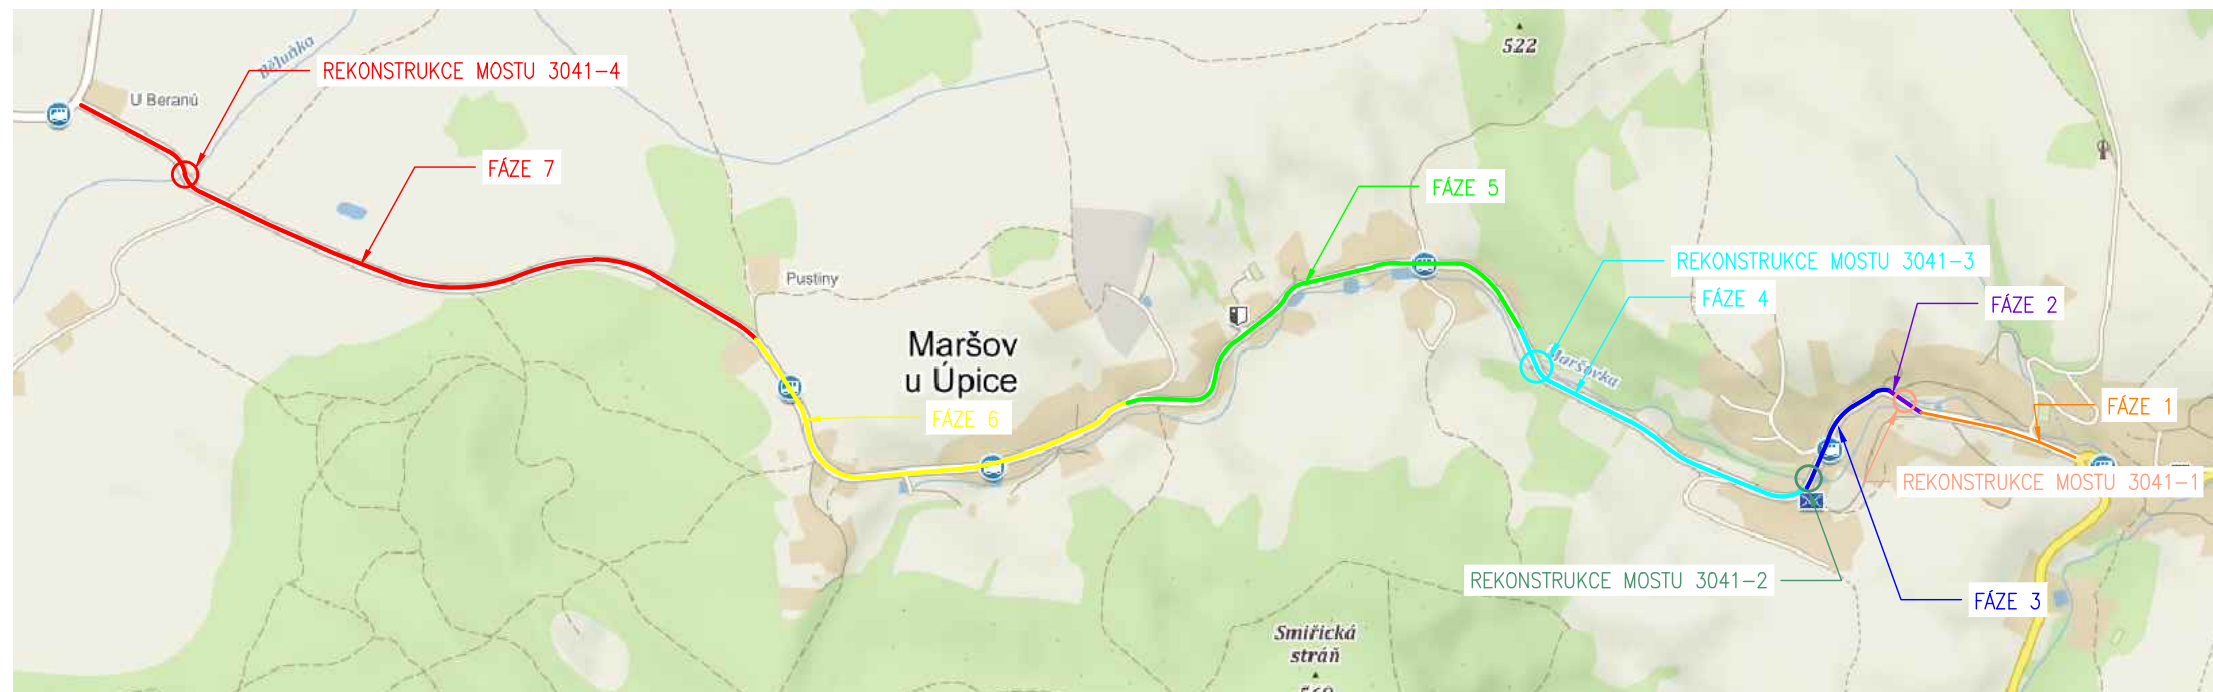 522
Běluňka
REKONSTRUKCE MOSTU 3041-4
U Beranů
FÁZE 7
FÁZE 5
REKONSTRUKCE MOSTU 3041-3
Pustiny
FÁZE 4
FÁZE 2
Maršov
u Úpice
Maršovka
FÁZE 1
FÁZE 6
REKONSTRUKCE MOSTU 3041-1
REKONSTRUKCE MOSTU 3041-2
FÁZE 3
Smiřická
stráň